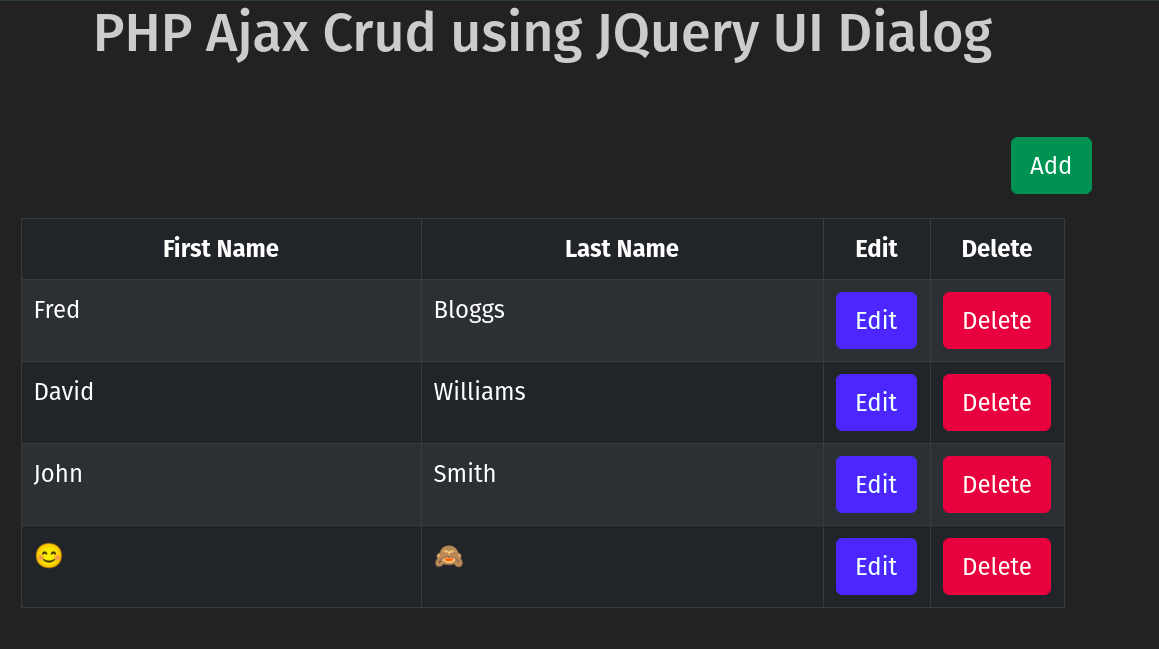 PHP Ajax Crud using JQuery UI Dialog
Add
First Name Last Name Edit Delete
Fred Bloggs Edit Delete
David Williams Edit Delete
John Smith Edit Delete
😊 🙈 Edit Delete